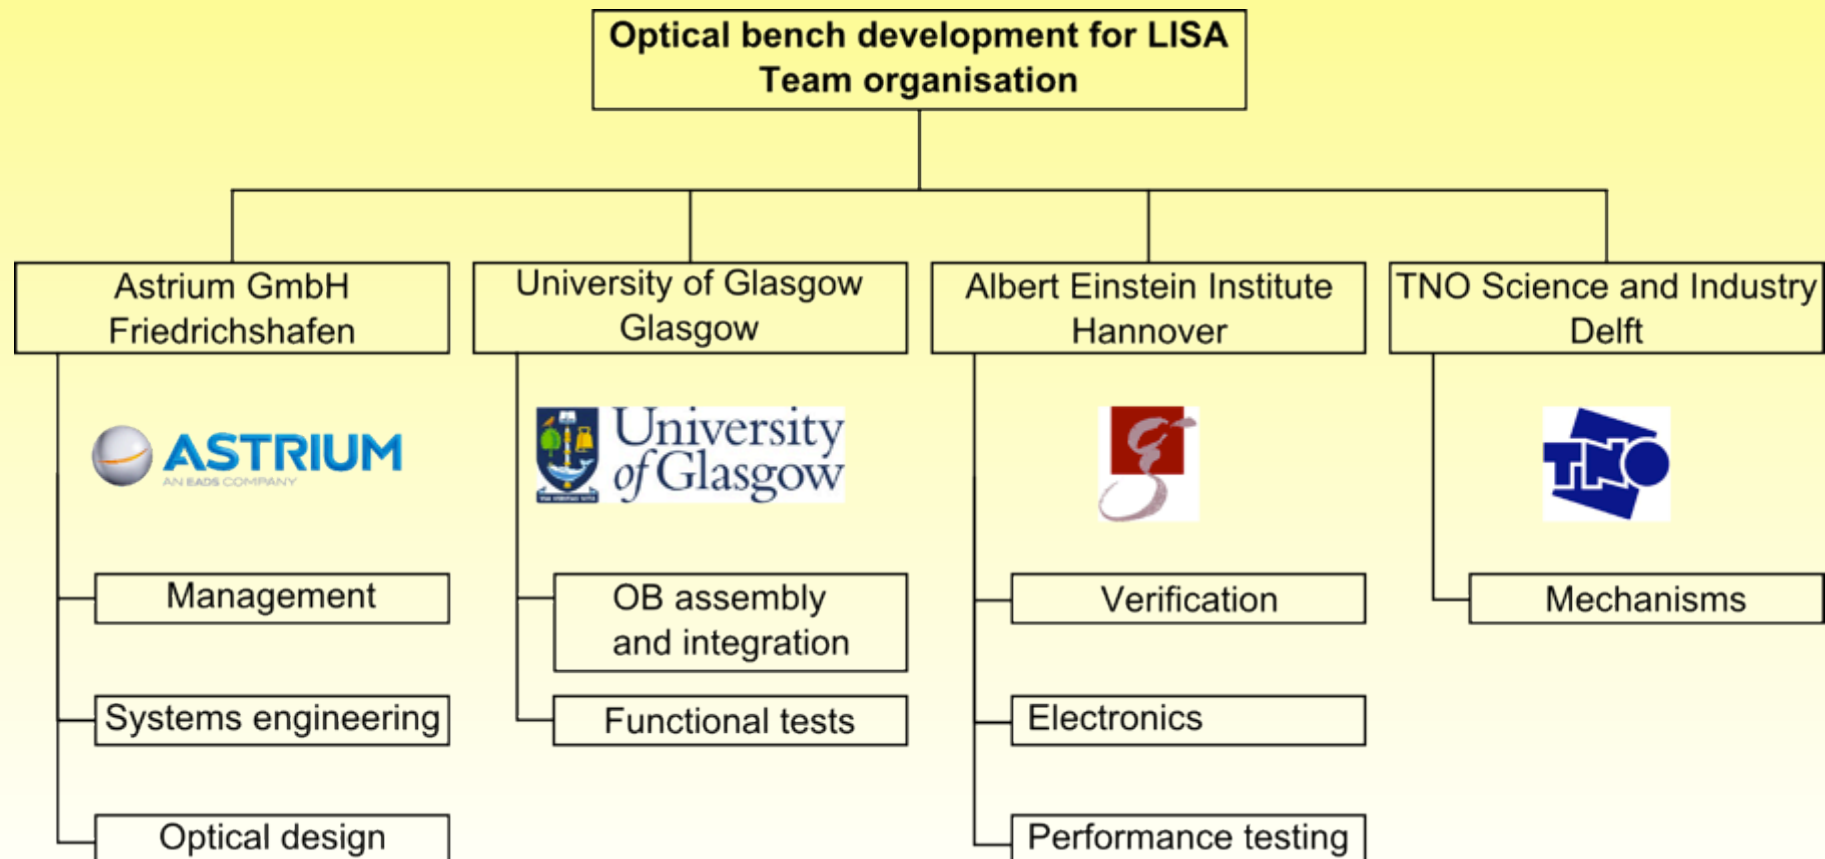 Optical bench development for LISA
Team organisation
Astrium GmbH
Friedrichshafen
University of Glasgow
Glasgow
Albert Einstein Institute
Hannover
TNO Science and Industry
Delft
ASTRIUM
AN EADS COMPANY
University
of Glasgow
TNO
Management
Systems engineering
Optical design
OB assembly
and integration
Functional tests
Verification
Electronics
Performance testing
Mechanisms